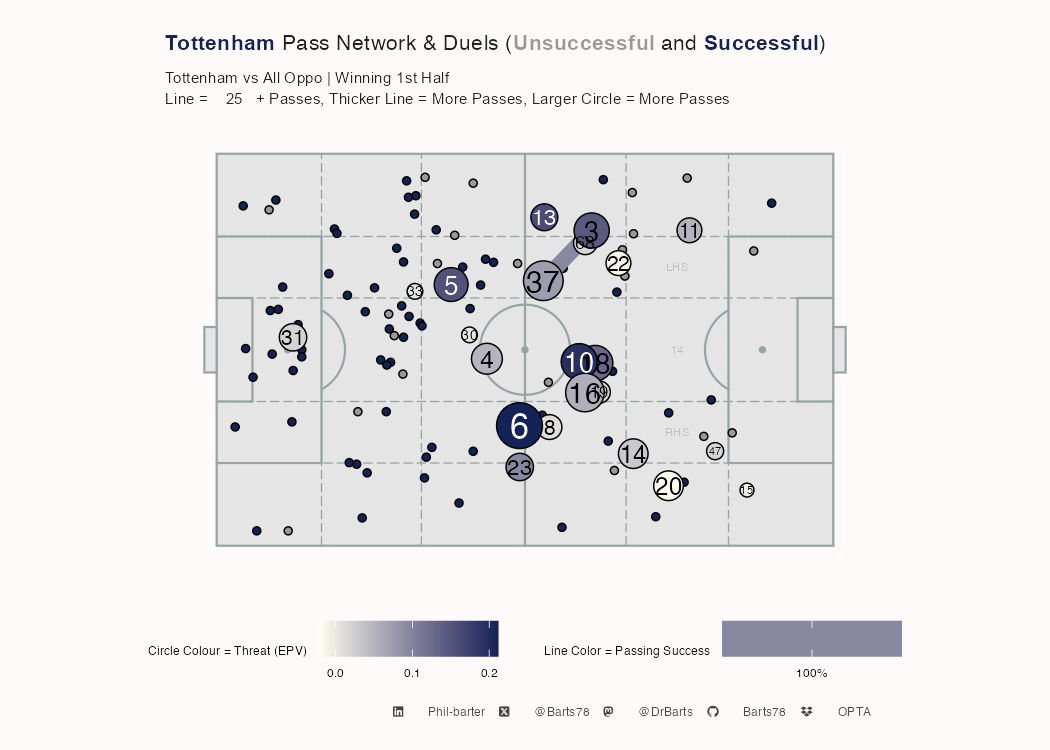 Tottenham Pass Network & Duels (Unsuccessful and Successful)
Tottenham vs All Oppo | Winning 1st Half
Line = 25 + Passes, Thicker Line = More Passes, Larger Circle = More Passes
13
3
11
68
22
LHS
37
5
33
31
30
4
10
18
14
16
19
6
8
RHS
14
47
23
20
15
Circle Colour = Threat (EPV)
0.0 0.1 0.2
Line Color = Passing Success
100%
Phil-barter @Barts78 @DrBarts Barts78 OPTA